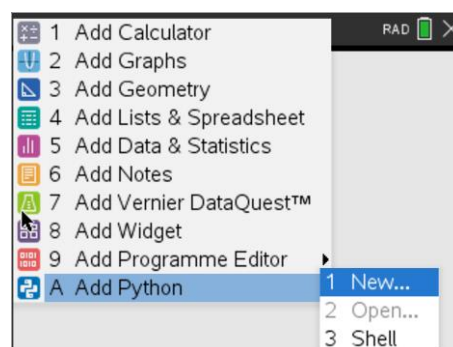 RAD
1 Add Calculator
2 Add Graphs
3 Add Geometry
4 Add Lists & Spreadsheet
5 Add Data & Statistics
6 Add Notes
7 Add Vernier DataQuest™
8 Add Widget
9 Add Programme Editor
A Add Python
1 New...
2 Open...
3 Shell